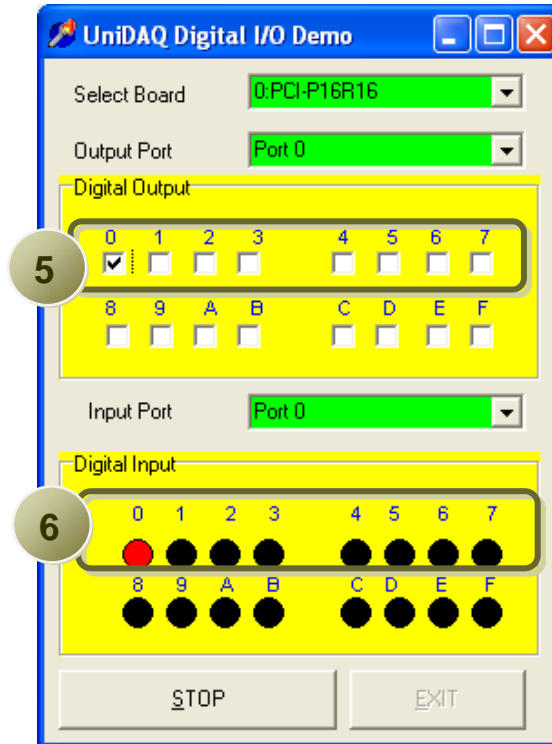 UniDAQ Digital I/O Demo
Select Board 0:PCI-P16R16
Output Port Port 0
Digital Output
5
0 1 2 3 4 5 6 7
8 9 A B C D E F
Input Port Port 0
Digital Input
6
0 1 2 3 4 5 6 7
8 9 A B C D E F
STOP EXIT